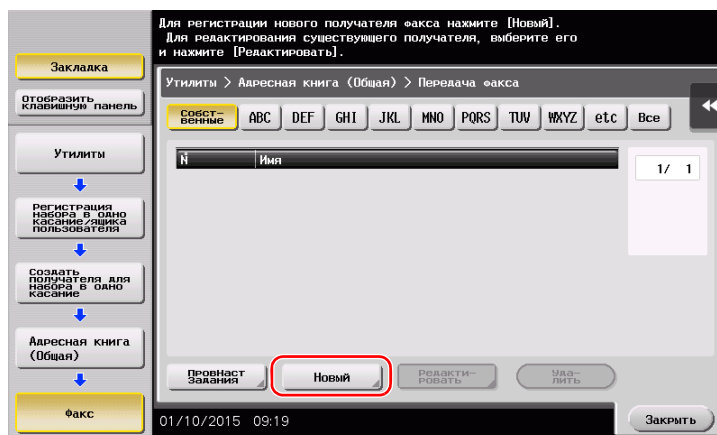 Для регистрации нового получателя факса нажмите [Новый].
Для редактирования существующего получателя, выберите его
и нажмите [Редактировать].
Закладка
Отобразить
клавишную панель
Утилиты
Регистрация
набора в одно
касание/ящика
пользователя
Создать
получателя для
набора в одно
касание
Адресная книга
(Общая)
Факс
Утилиты > Адресная книга (Общая) > Передача факса
Собст-
венные
ABC
DEF
GHI
JKL
MNO
PQRS
TUV
WXYZ
etc
Все
N
Имя
1/ 1
ПровНаст
Задания
Новый
Редакти-
ровать
Уда-
лить
01/10/2015 09:19
Закрыть